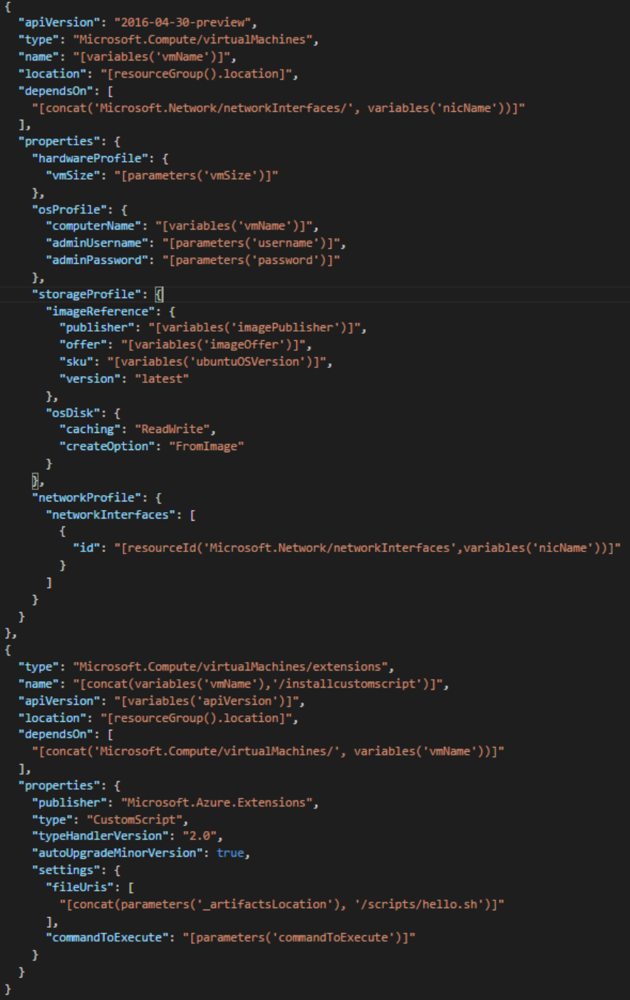 {
  "apiVersion": "2016-04-30-preview",
  "type": "Microsoft.Compute/virtualMachines",
  "name": "[variables('vmName')]",
  "location": "[resourceGroup().location]",
  "dependsOn": [
    "[concat('Microsoft.Network/networkInterfaces/', variables('nicName'))]"
  ],
  "properties": {
    "hardwareProfile": {
      "vmSize": "[parameters('vmSize')]"
    },
    "osProfile": {
      "computerName": "[variables('vmName')]",
      "adminUsername": "[parameters('username')]",
      "adminPassword": "[parameters('password')]"
    },
    "storageProfile": {
      "imageReference": {
        "publisher": "[variables('imagePublisher')]",
        "offer": "[variables('imageOffer')]",
        "sku": "[variables('ubuntuOSVersion')]",
        "version": "latest"
      },
      "osDisk": {
        "caching": "ReadWrite",
        "createOption": "FromImage"
      }
    },
    "networkProfile": {
      "networkInterfaces": [
        {
          "id": "[resourceId('Microsoft.Network/networkInterfaces',variables('nicName'))]"
        }
      ]
    }
  }
},
{
  "type": "Microsoft.Compute/virtualMachines/extensions",
  "name": "[concat(variables('vmName'),'/installcustomscript')]",
  "apiVersion": "[variables('apiVersion')]",
  "location": "[resourceGroup().location]",
  "dependsOn": [
    "[concat('Microsoft.Compute/virtualMachines/', variables('vmName'))]"
  ],
  "properties": {
    "publisher": "Microsoft.Azure.Extensions",
    "type": "CustomScript",
    "typeHandlerVersion": "2.0",
    "autoUpgradeMinorVersion": true,
    "settings": {
      "fileUris": [
        "[concat(parameters('_artifactsLocation'), '/scripts/hello.sh')]"
      ],
      "commandToExecute": "[parameters('commandToExecute')]"
    }
  }
}